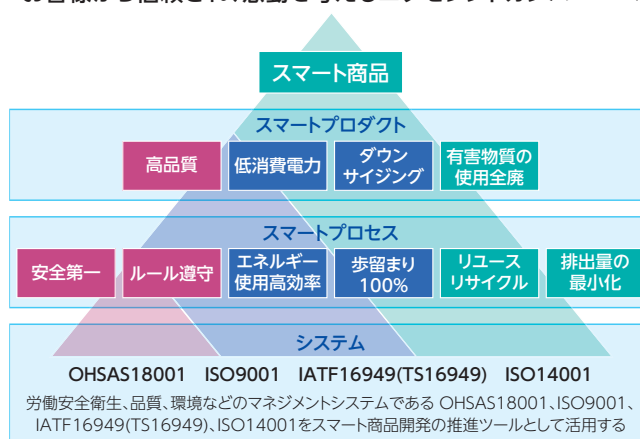 スマート商品
スマートプロダクト
高品質
低消費電力
ダウン
サイジング
有害物質の
使用全廃
スマートプロセス
安全第一
ルール遵守
エネルギー
使用高効率
歩留まり
100%
リユース
リサイクル
排出量の
最小化
システム
OHSAS18001 ISO9001 IATF16949(TS16949) ISO14001
労働安全衛生、品質、環境などのマネジメントシステムである OHSAS18001、ISO9001、
IATF16949(TS16949)、ISO14001をスマート商品開発の推進ツールとして活用する